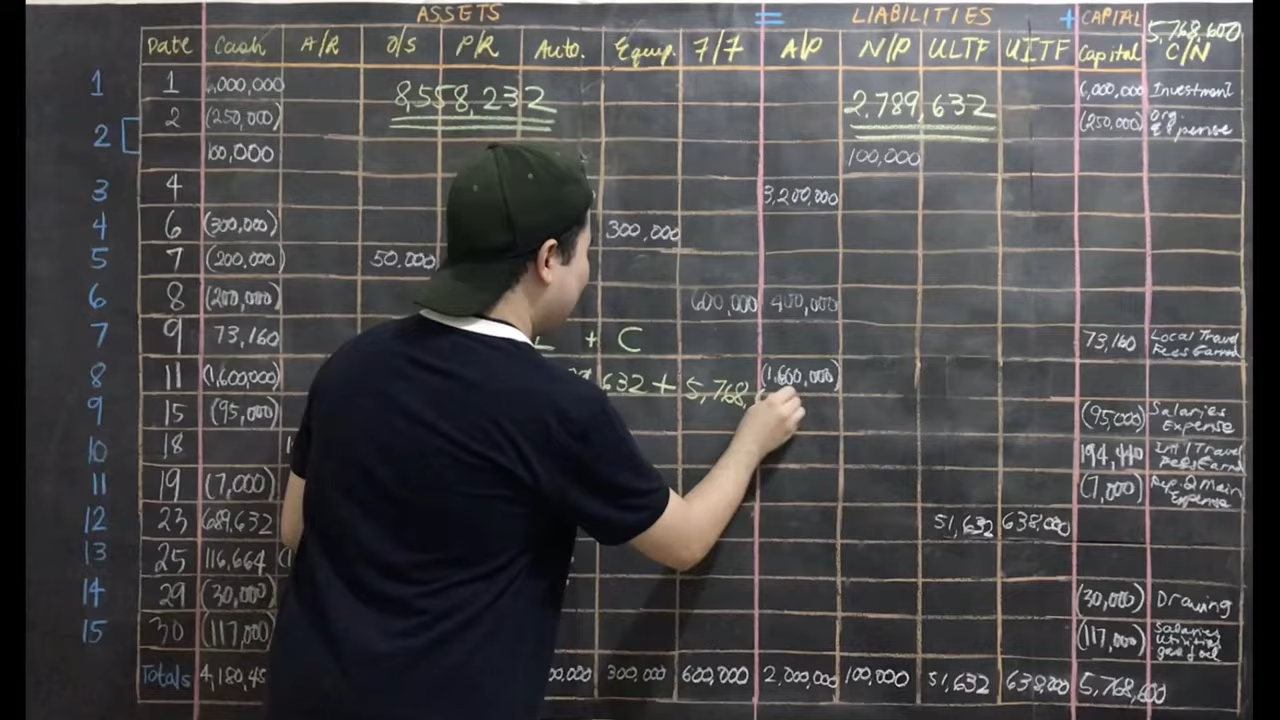 ASSETS = LIABILITIES + CAPITAL 5,768,600
Date Cash A/R O/S P/R Auto. Equip. 7/7 A/P N/P ULTF UITF Capital C/N
1 1 6,000,000 8,558,232 2,789,632 6,000,000 Investment
2 2 (250,000) (250,000) Org. Expense
100,000 100,000
3 4 3,200,000
4 6 (300,000) 300,000
5 7 (200,000) 50,000
6 8 (200,000) 600,000 400,000
7 9 73,160 L + C 73,160 Local Travel Fees Earned
8 11 (1,600,000) 632 + 5,768, (1,600,000)
9 15 (95,000) (95,000) Salaries Expense
10 18 194,440 Int'l Travel Fees Earned
11 19 (7,000) (7,000) Rep. & Main Expense
12 23 689,632 51,632 638,000
13 25 116,664
14 29 (30,000) (30,000) Drawing
15 30 (117,000) (117,000) Salaries utilities gas & oil
Totals 4,180,45 00,000 300,000 600,000 2,000,000 100,000 51,632 638,000 5,768,600